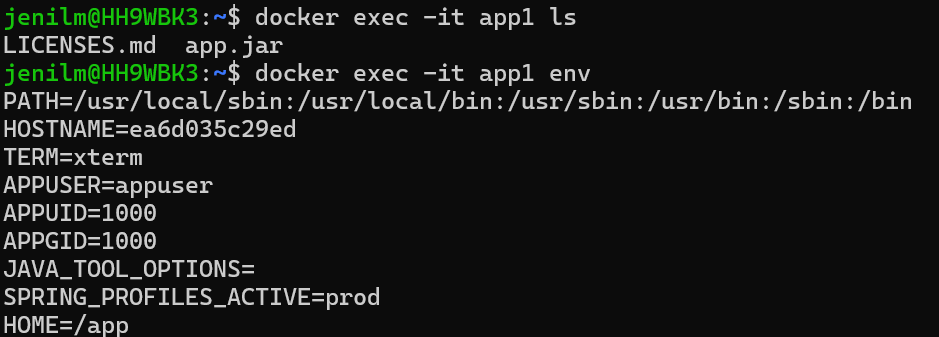 jenilm@HH9WBK3:~$ docker exec -it app1 ls
LICENSES.md  app.jar
jenilm@HH9WBK3:~$ docker exec -it app1 env
PATH=/usr/local/sbin:/usr/local/bin:/usr/sbin:/usr/bin:/sbin:/bin
HOSTNAME=ea6d035c29ed
TERM=xterm
APPUSER=appuser
APPUID=1000
APPGID=1000
JAVA_TOOL_OPTIONS=
SPRING_PROFILES_ACTIVE=prod
HOME=/app